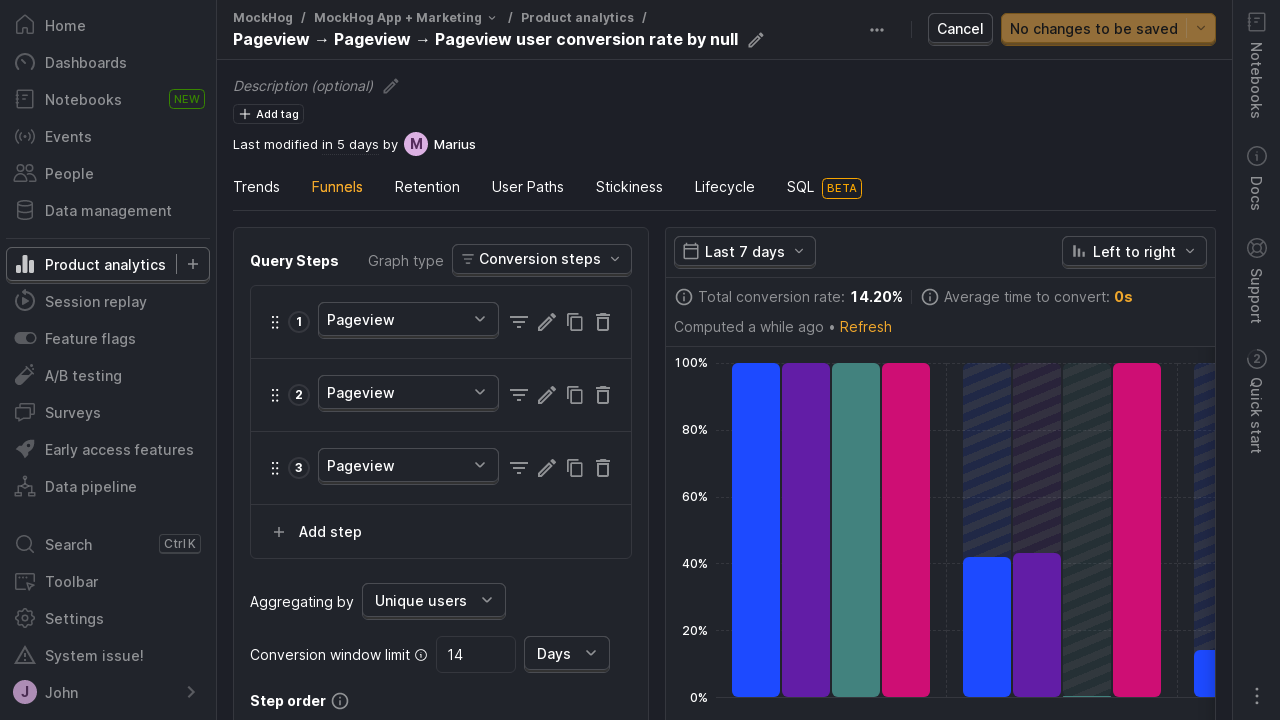 Home
Dashboards
Notebooks NEW
Events
People
Data management
Product analytics
Session replay
Feature flags
A/B testing
Surveys
Early access features
Data pipeline
Search Ctrl K
Toolbar
Settings
System issue!
J John
MockHog / MockHog App + Marketing / Product analytics /
Pageview → Pageview → Pageview user conversion rate by null
Cancel
No changes to be saved
Description (optional)
Add tag
Last modified in 5 days by M Marius
Trends Funnels Retention User Paths Stickiness Lifecycle SQL BETA
Query Steps Graph type Conversion steps
1 Pageview
2 Pageview
3 Pageview
Add step
Aggregating by Unique users
Conversion window limit 14 Days
Step order
Last 7 days Left to right
Total conversion rate: 14.20% Average time to convert: 0s
Computed a while ago • Refresh
100%
80%
60%
40%
20%
0%
Notebooks
Docs
Support
2 Quick start